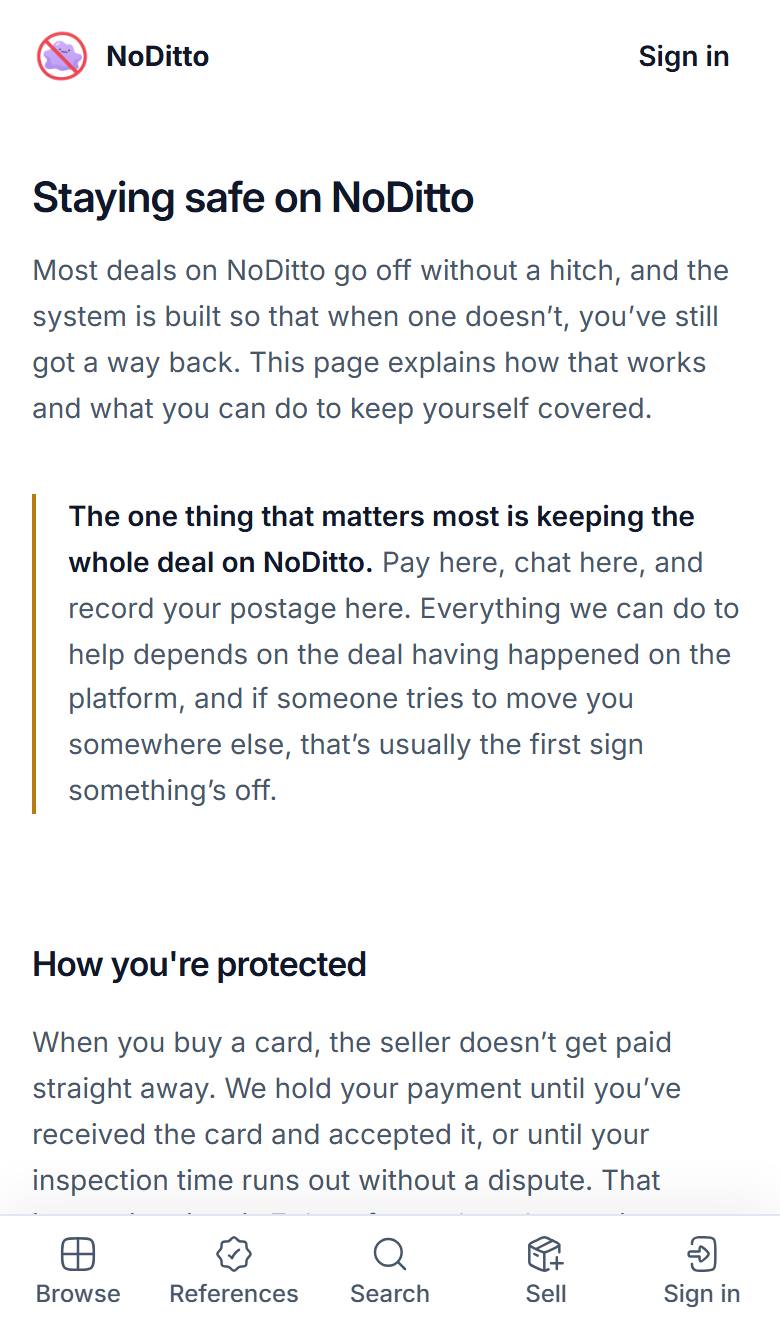 NoDitto
Sign in
Staying safe on NoDitto
Most deals on NoDitto go off without a hitch, and the
system is built so that when one doesn’t, you’ve still
got a way back. This page explains how that works
and what you can do to keep yourself covered.
The one thing that matters most is keeping the
whole deal on NoDitto. Pay here, chat here, and
record your postage here. Everything we can do to
help depends on the deal having happened on the
platform, and if someone tries to move you
somewhere else, that’s usually the first sign
something’s off.
How you're protected
When you buy a card, the seller doesn’t get paid
straight away. We hold your payment until you’ve
received the card and accepted it, or until your
inspection time runs out without a dispute. That
Browse
References
Search
Sell
Sign in